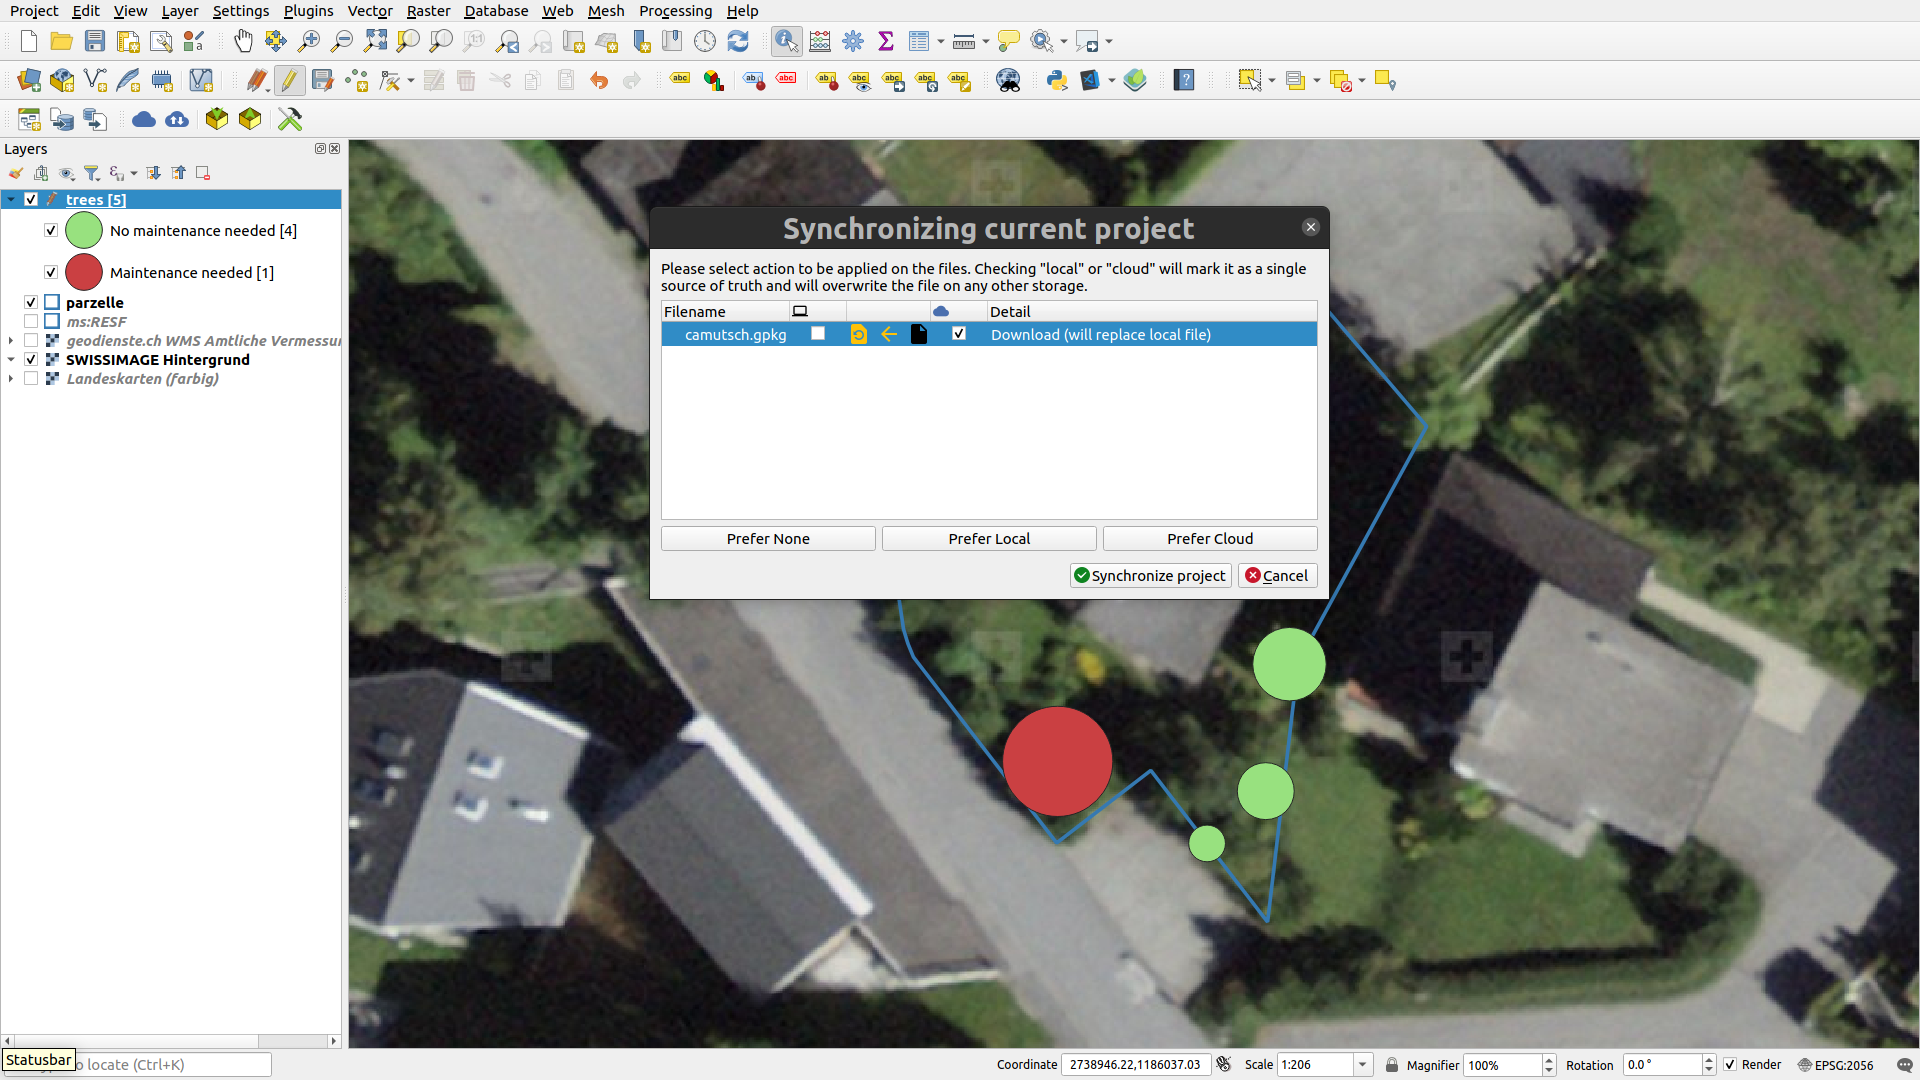 Project Edit View Layer Settings Plugins Vector Raster Database Web Mesh Processing Help
Layers
trees [5]
No maintenance needed [4]
Maintenance needed [1]
parzelle
ms:RESF
geodienste.ch WMS Amtliche Vermessu
SWISSIMAGE Hintergrund
Landeskarten (farbig)
Synchronizing current project
Please select action to be applied on the files. Checking "local" or "cloud" will mark it as a single
source of truth and will overwrite the file on any other storage.
Filename Detail
camutsch.gpkg Download (will replace local file)
Prefer None Prefer Local Prefer Cloud
Synchronize project Cancel
Statusbar
to locate (Ctrl+K)
Coordinate 2738946.22,1186037.03 Scale 1:206 Magnifier 100% Rotation 0.0 ° Render EPSG:2056